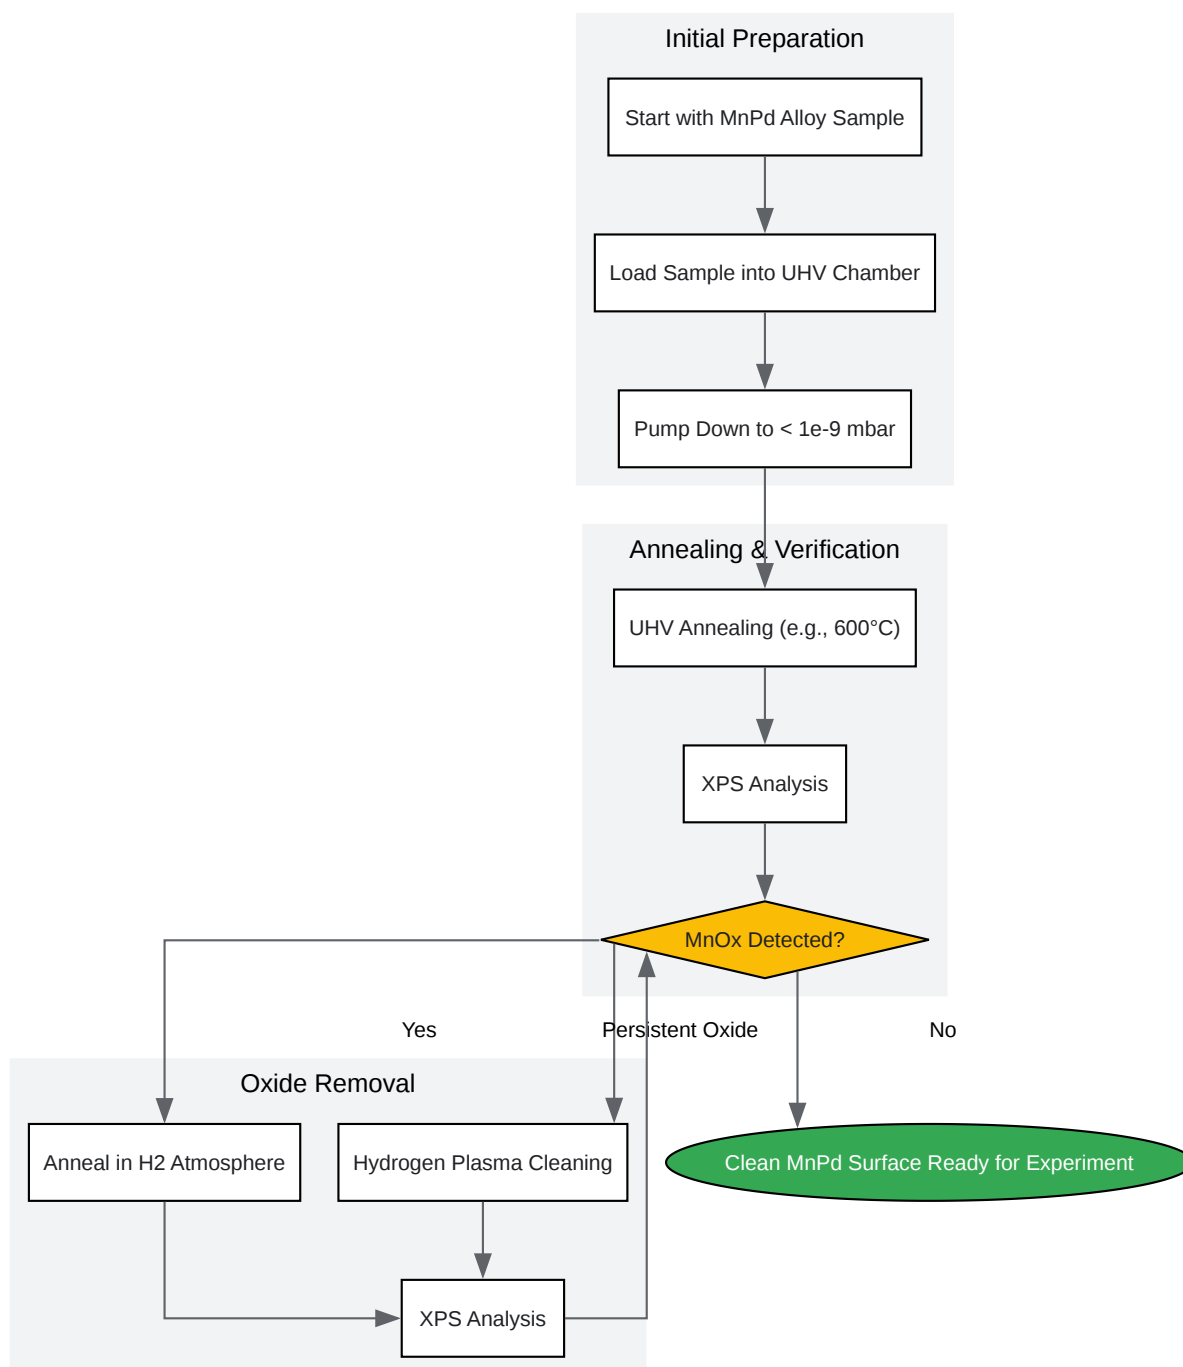 Initial Preparation
Start with MnPd Alloy Sample
Load Sample into UHV Chamber
Pump Down to < 1e-9 mbar
Annealing & Verification
UHV Annealing (e.g., 600°C)
XPS Analysis
MnOx Detected?
Yes
Persistent Oxide
No
Oxide Removal
Anneal in H2 Atmosphere
Hydrogen Plasma Cleaning
Clean MnPd Surface Ready for Experiment
XPS Analysis